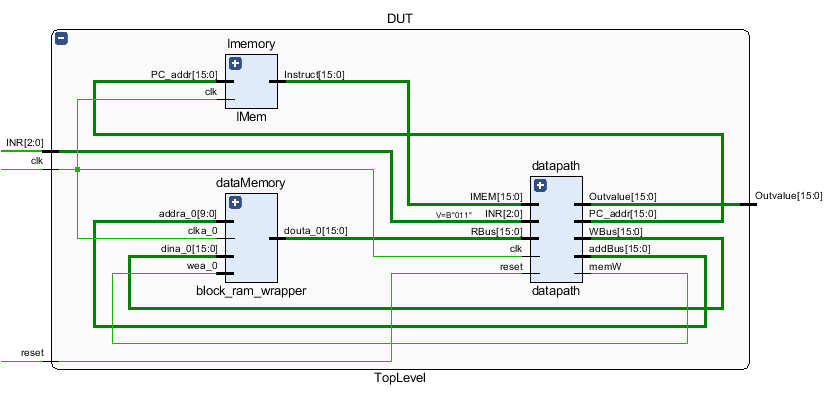 DUT
Imemory
PC_addr[15:0]
Instruct[15:0]
clk
IMem
INR[2:0]
clk
dataMemory
addra_0[9:0]
clka_0
dina_0[15:0]
wea_0
douta_0[15:0]
block_ram_wrapper
datapath
IMEM[15:0]
V=B"011" INR[2:0]
RBus[15:0]
clk
reset
Outvalue[15:0]
PC_addr[15:0]
WBus[15:0]
addBus[15:0]
memW
datapath
Outvalue[15:0]
reset
TopLevel